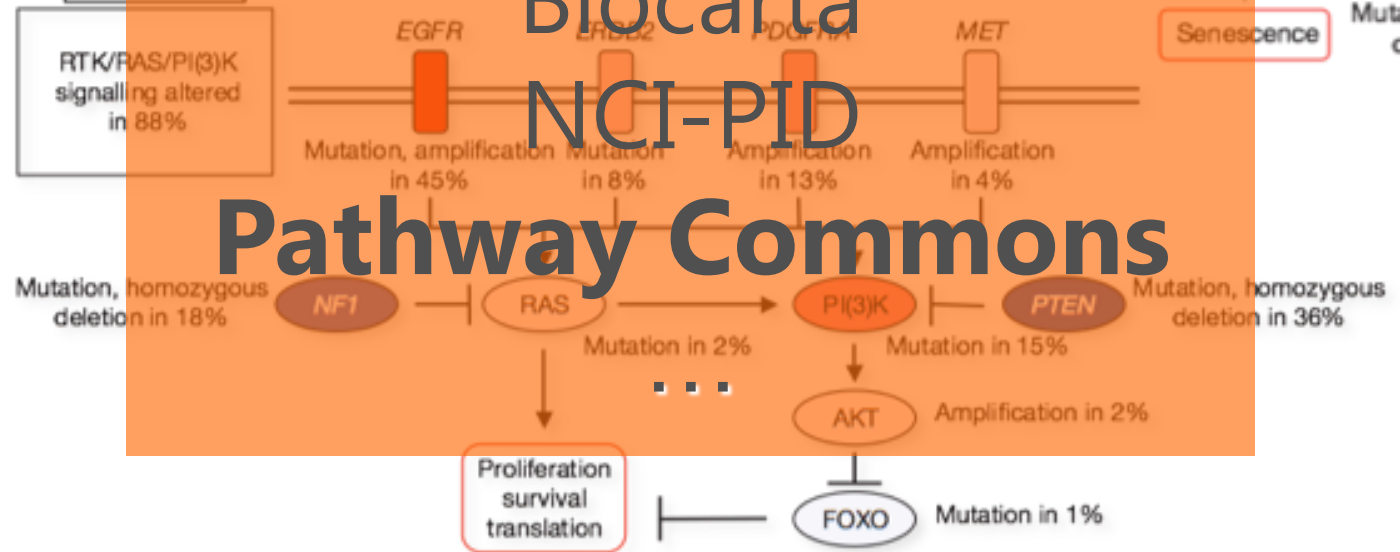 Biocarta
NCI-PID
Pathway Commons
...
EGFR ERBB2 PDGFRA MET
Senescence
RTK/RAS/PI(3)K
signalling altered
in 88%
Mutation, amplification
in 45%
Mutation
in 8%
Amplification
in 13%
Amplification
in 4%
Mutation, homozygous
deletion in 18%
NF1
RAS
PI(3)K
PTEN
Mutation, homozygous
deletion in 36%
Mutation in 2%
Mutation in 15%
AKT
Amplification in 2%
Proliferation
survival
translation
FOXO
Mutation in 1%